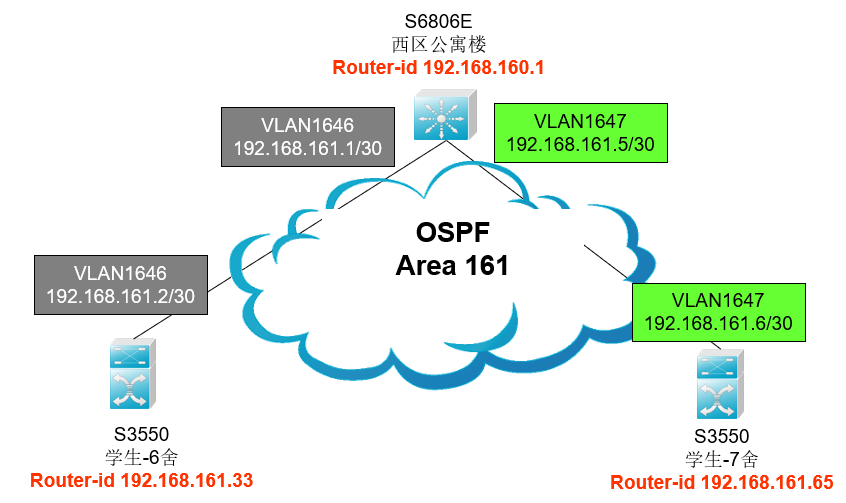 S6806E
西区公寓楼
Router-id 192.168.160.1
VLAN1646
192.168.161.1/30
VLAN1647
192.168.161.5/30
OSPF
Area 161
VLAN1646
192.168.161.2/30
VLAN1647
192.168.161.6/30
S3550
学生-6舍
Router-id 192.168.161.33
S3550
学生-7舍
Router-id 192.168.161.65